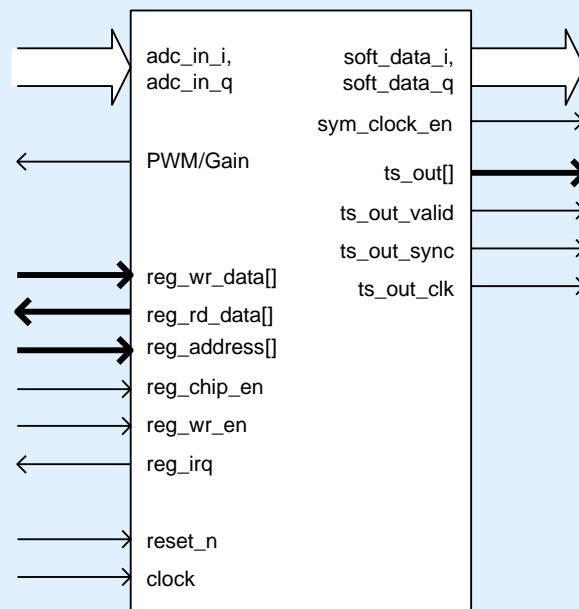 adc_in_i,
adc_in_q
PWM/Gain
reg_wr_data[]
reg_rd_data[]
reg_address[]
reg_chip_en
reg_wr_en
reg_irq
reset_n
clock
soft_data_i,
soft_data_q
sym_clock_en
ts_out[]
ts_out_valid
ts_out_sync
ts_out_clk